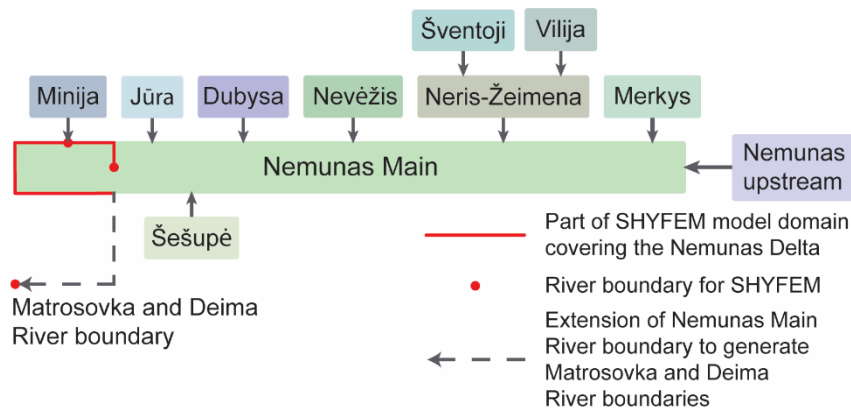 Šventoji
Vilija
Minija
Jūra
Dubysa
Nevėžis
Neris-Žeimena
Merkys
Nemunas Main
Nemunas
upstream
Šešupė
Matrosovka and Deima
River boundary
Part of SHYFEM model domain
covering the Nemunas Delta
River boundary for SHYFEM
Extension of Nemunas Main
River boundary to generate
Matrosovka and Deima
River boundaries